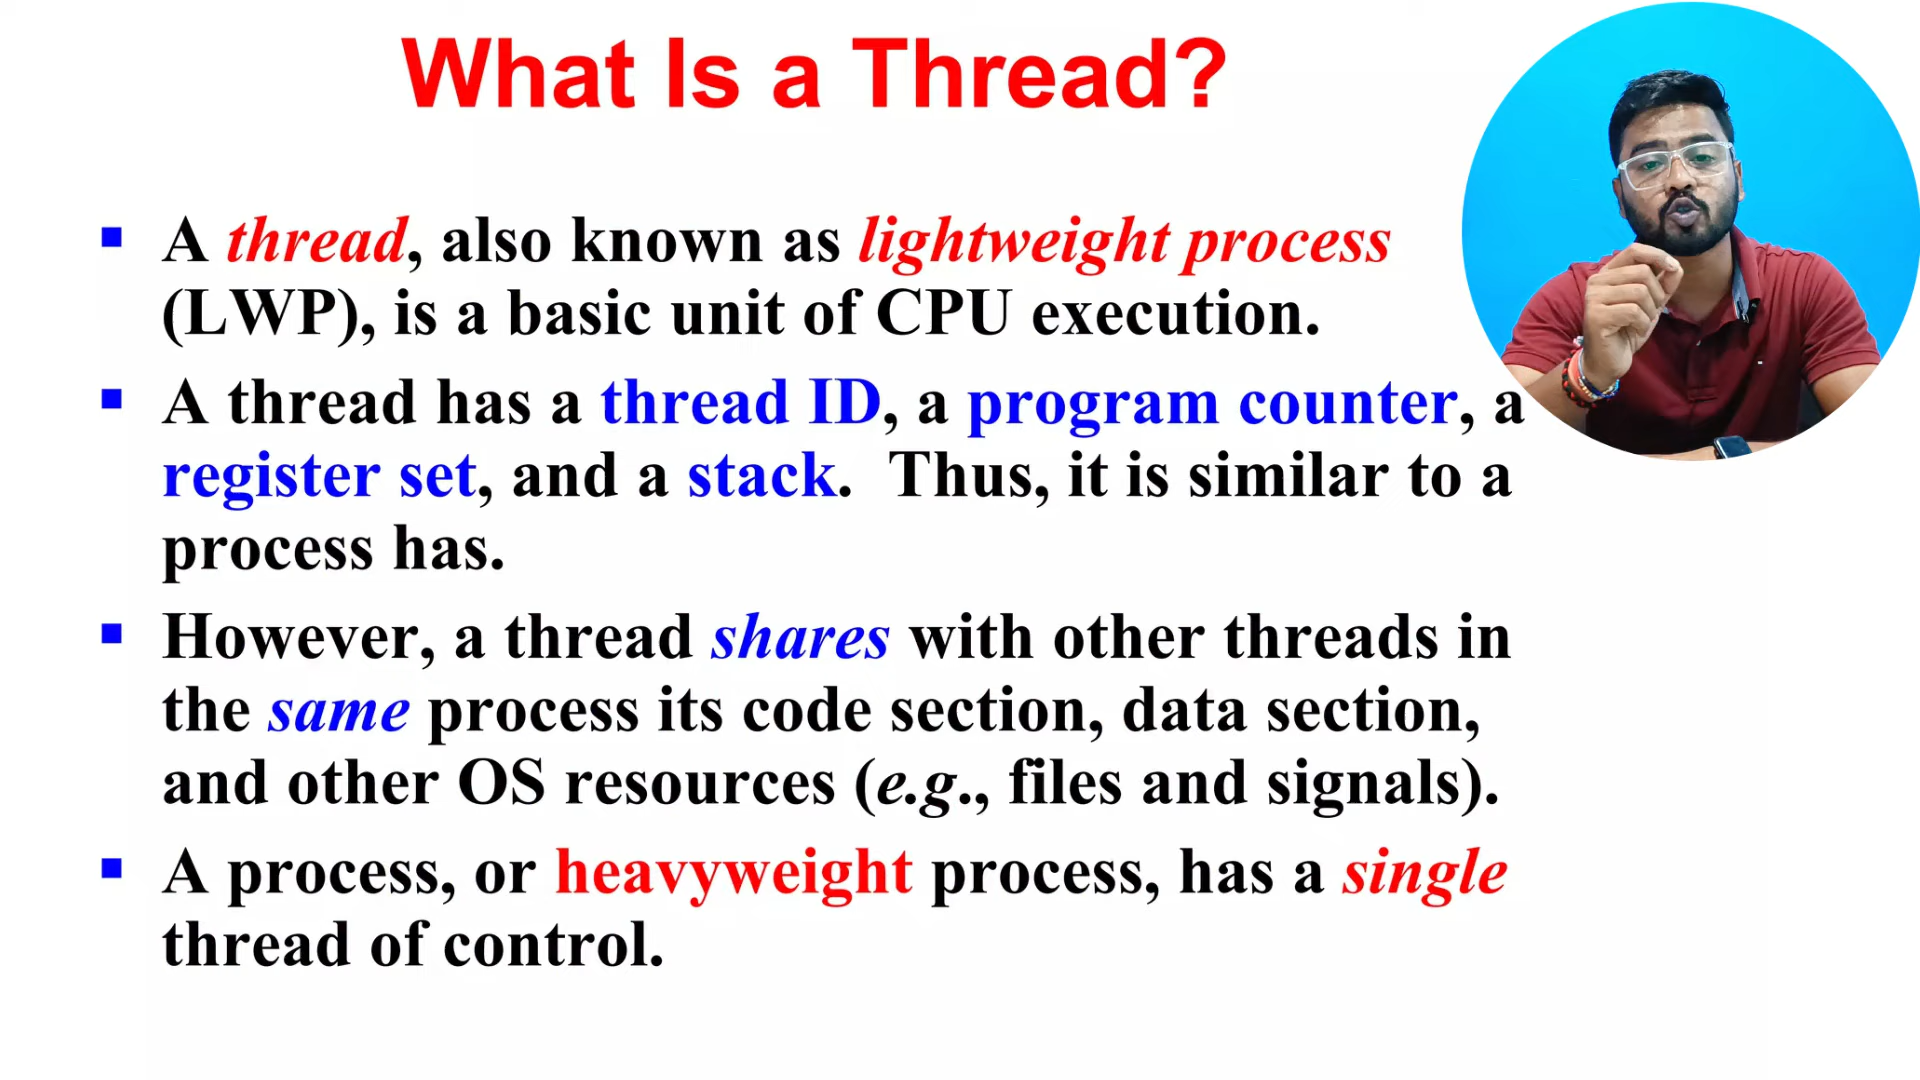 What Is a Thread?
▪ A thread, also known as lightweight process
(LWP), is a basic unit of CPU execution.
▪ A thread has a thread ID, a program counter, a
register set, and a stack.  Thus, it is similar to a
process has.
▪ However, a thread shares with other threads in
the same process its code section, data section,
and other OS resources (e.g., files and signals).
▪ A process, or heavyweight process, has a single
thread of control.